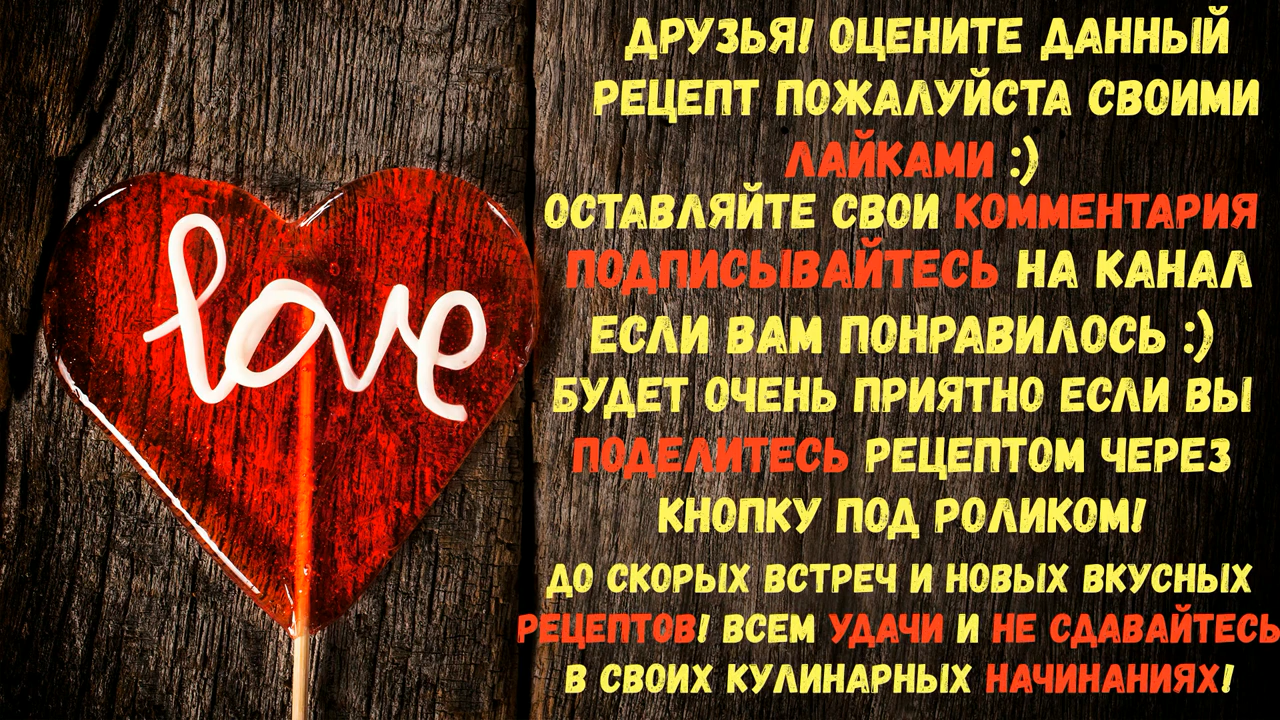 love
ДРУЗЬЯ! ОЦЕНИТЕ ДАННЫЙ
РЕЦЕПТ ПОЖАЛУЙСТА СВОИМИ
ЛАЙКАМИ :)
ОСТАВЛЯЙТЕ СВОИ КОММЕНТАРИЯ
ПОДПИСЫВАЙТЕСЬ НА КАНАЛ
ЕСЛИ ВАМ ПОНРАВИЛОСЬ :)
БУДЕТ ОЧЕНЬ ПРИЯТНО ЕСЛИ ВЫ
ПОДЕЛИТЕСЬ РЕЦЕПТОМ ЧЕРЕЗ
КНОПКУ ПОД РОЛИКОМ!
ДО СКОРЫХ ВСТРЕЧ И НОВЫХ ВКУСНЫХ
РЕЦЕПТОВ! ВСЕМ УДАЧИ И НЕ СДАВАЙТЕСЬ
В СВОИХ КУЛИНАРНЫХ НАЧИНАНИЯХ!